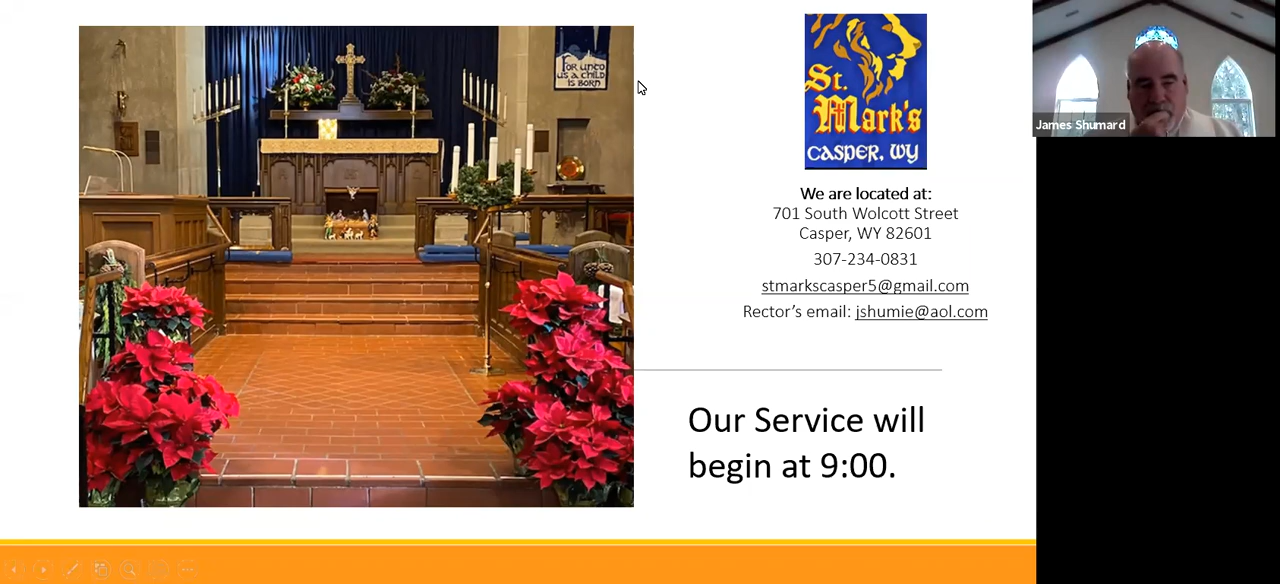 FOR UNTO
US A CHILD
IS BORN
St.
Mark's
CASPER, WY
We are located at:
701 South Wolcott Street
Casper, WY 82601
307-234-0831
stmarkscasper5@gmail.com
Rector's email: jshumie@aol.com
Our Service will
begin at 9:00.
James Shumard